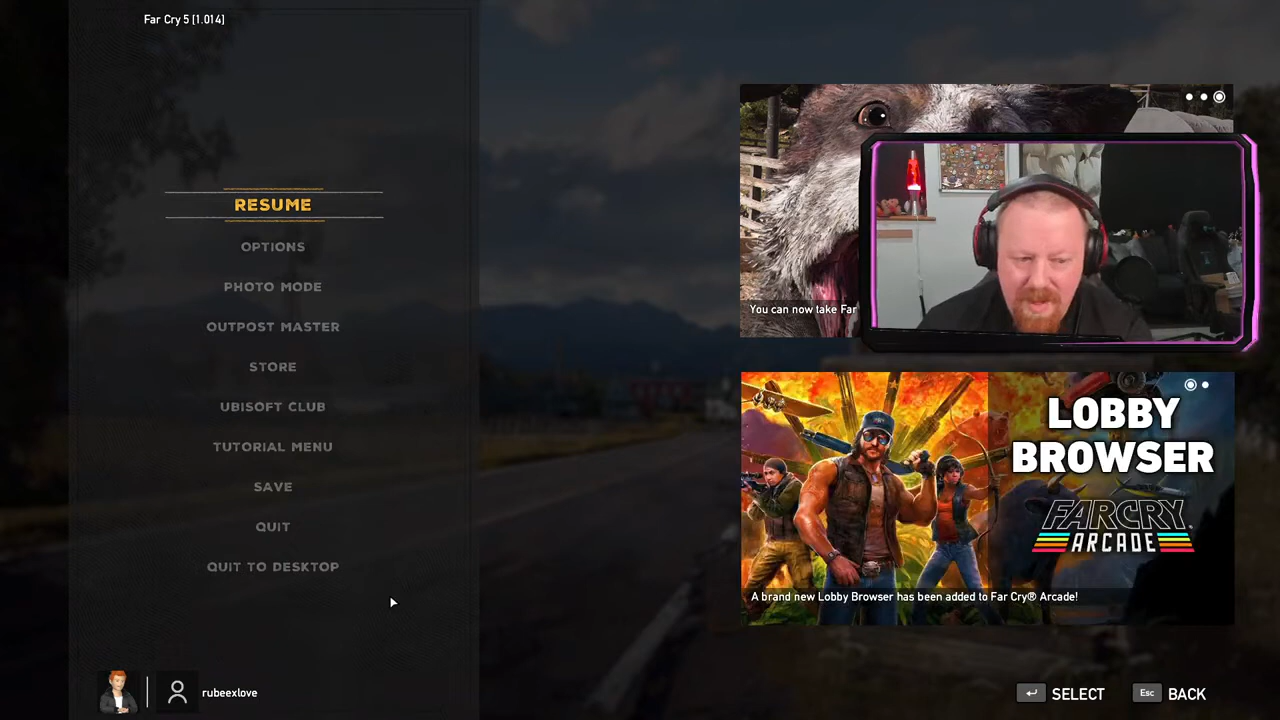 Far Cry 5 [1.014]
RESUME
OPTIONS
PHOTO MODE
OUTPOST MASTER
STORE
UBISOFT CLUB
TUTORIAL MENU
SAVE
QUIT
QUIT TO DESKTOP
rubeexlove
You can now take Far
LOBBY
BROWSER
FARCRY
ARCADE
A brand new Lobby Browser has been added to Far Cry® Arcade!
SELECT
Esc BACK